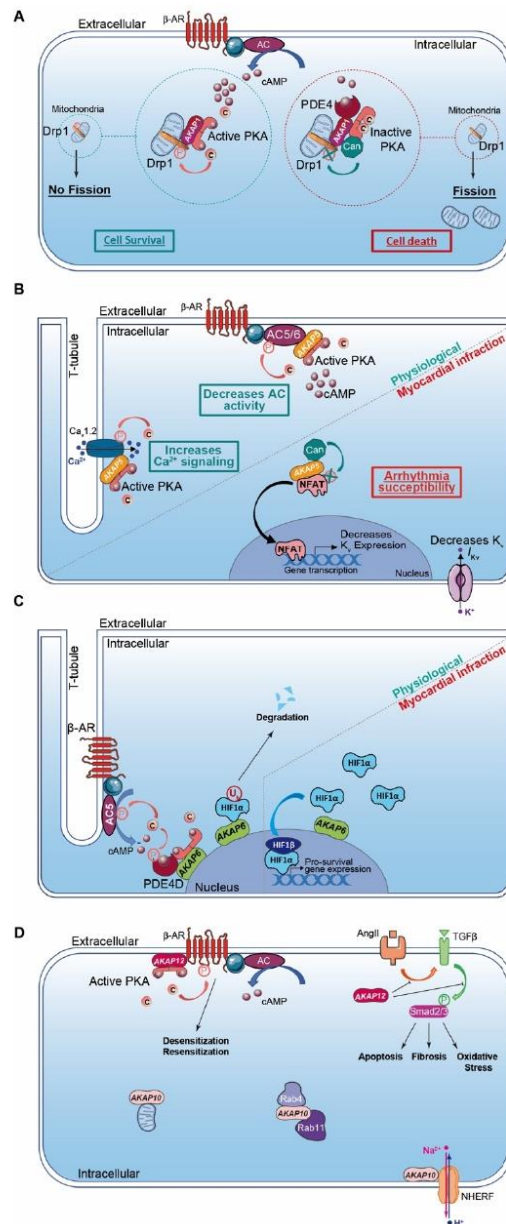 A
Extracellular
β-AR
AC
Intracellular
cAMP
Mitochondria
Drp1
No Fission
AKAP1
C
C
Active PKA
Drp1
P
C
Cell Survival
PDE4
AKAP1
C
C
Inactive
PKA
Can
Drp1
Mitochondria
Drp1
Fission
Cell death
B
Extracellular
Intracellular
β-AR
T-tubule
AC5/6
P
AKAP5
C
Active PKA
C
cAMP
Decreases AC
activity
Physiological
Myocardial infraction
Cav1.2
Ca²⁺
P
C
AKAP5
Active PKA
C
Increases
Ca²⁺ signaling
Can
AKAP5
NFAT
Arrhythmia
succeptibility
NFAT
Decreases
Kv Expression
Gene transcription
Nucleus
Decreases Kv
IKv
K⁺
C
Extracellular
Intracellular
T-tubule
β-AR
AC5
P
C
C
cAMP
P
C
PDE4D
AKAP6
Degradation
U
HIF1α
AKAP6
Nucleus
Physiological
Myocardial infraction
HIF1α
HIF1α
HIF1α
AKAP6
HIF1β
HIF1α
Pro-survival
gene expression
D
Extracellular
β-AR
AKAP12
P
AC
Active PKA
C
C
cAMP
Desensitization
Resensitization
AngII
TGFβ
AKAP12
P
Smad2/3
Apoptosis
Fibrosis
Oxidative
Stress
AKAP10
Rab4
AKAP10
Rab11
Intracellular
Na²⁺
AKAP10
NHERF
H⁺